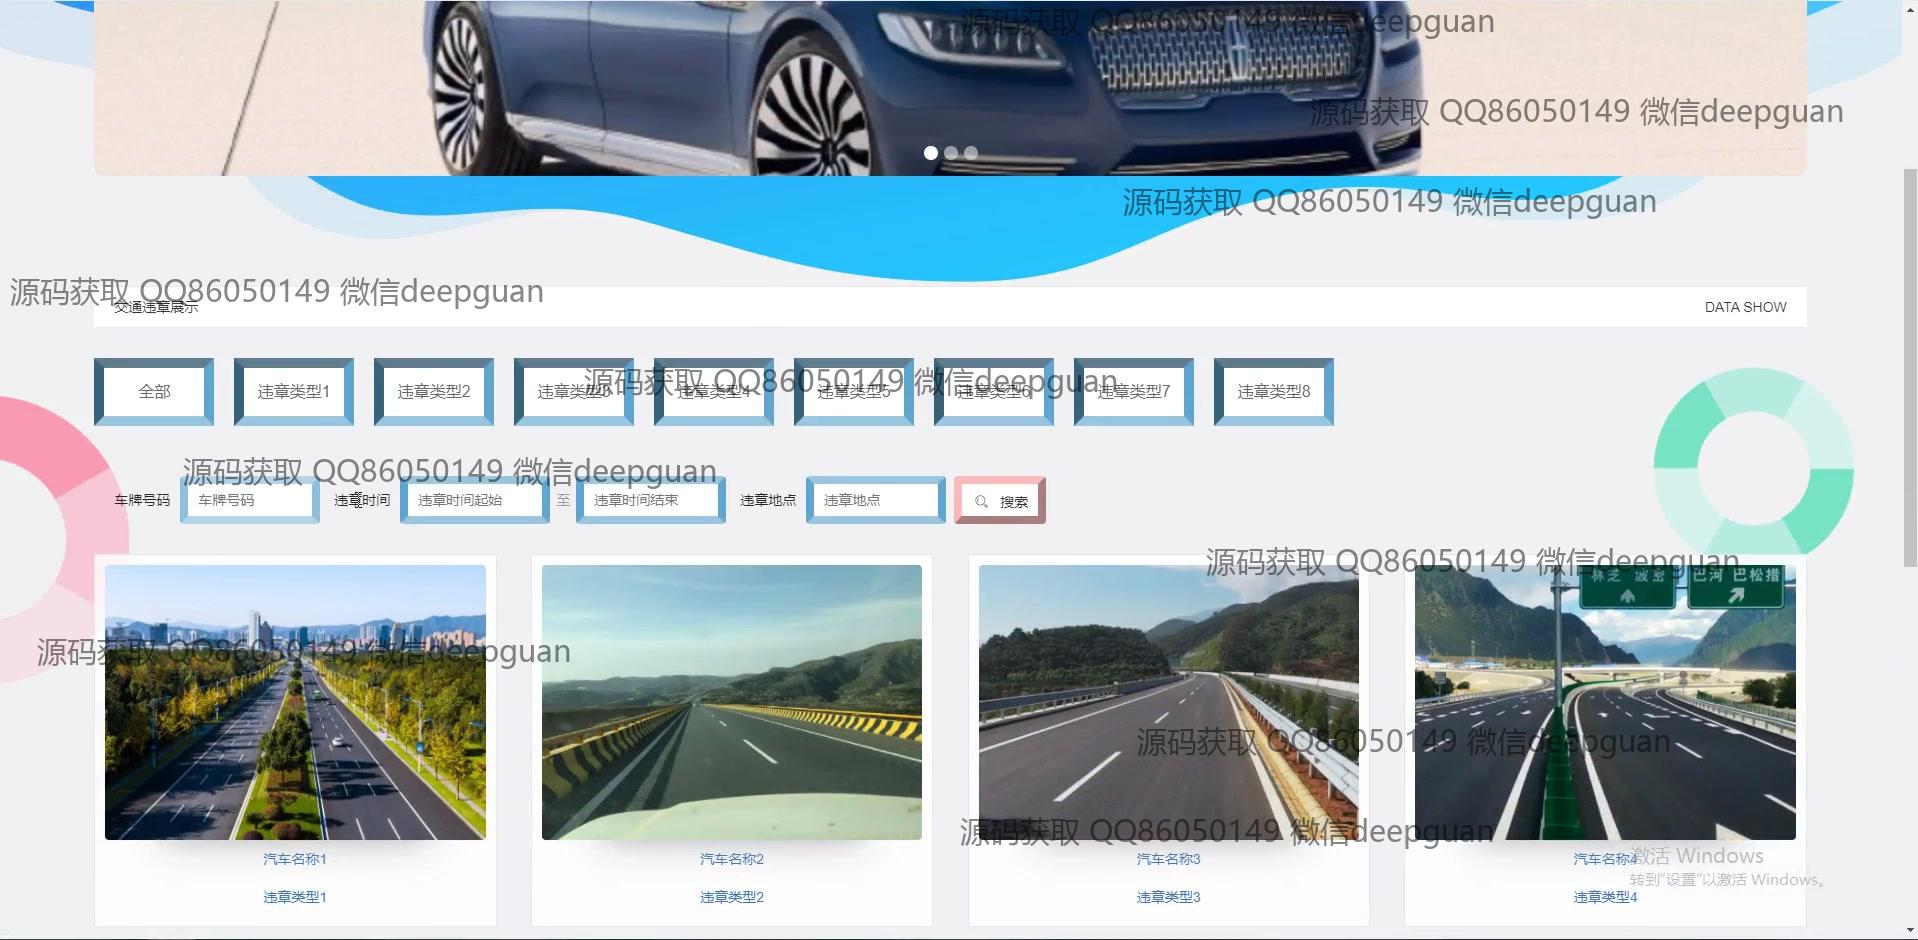 源码获取 QQ86050149 微信deepguan
源码获取 QQ86050149 微信deepguan
源码获取 QQ86050149 微信deepguan
源码获取 QQ86050149 微信deepguan
交通违章展示 DATA SHOW
源码获取 QQ86050149 微信deepguan
全部 违章类型1 违章类型2 违章类型3 违章类型4 违章类型5 违章类型6 违章类型7 违章类型8
源码获取 QQ86050149 微信deepguan
车牌号码 车牌号码 违章时间 违章时间起始 至 违章时间结束 违章地点 违章地点 搜索
源码获取 QQ86050149 微信deepguan
林芝 波密 巴河 巴松措
源码获取 QQ86050149 微信deepguan
源码获取 QQ86050149 微信deepguan
源码获取 QQ86050149 微信deepguan
汽车名称1 汽车名称2 汽车名称3 汽车名称4
激活 Windows
转到“设置”以激活 Windows。
违章类型1 违章类型2 违章类型3 违章类型4